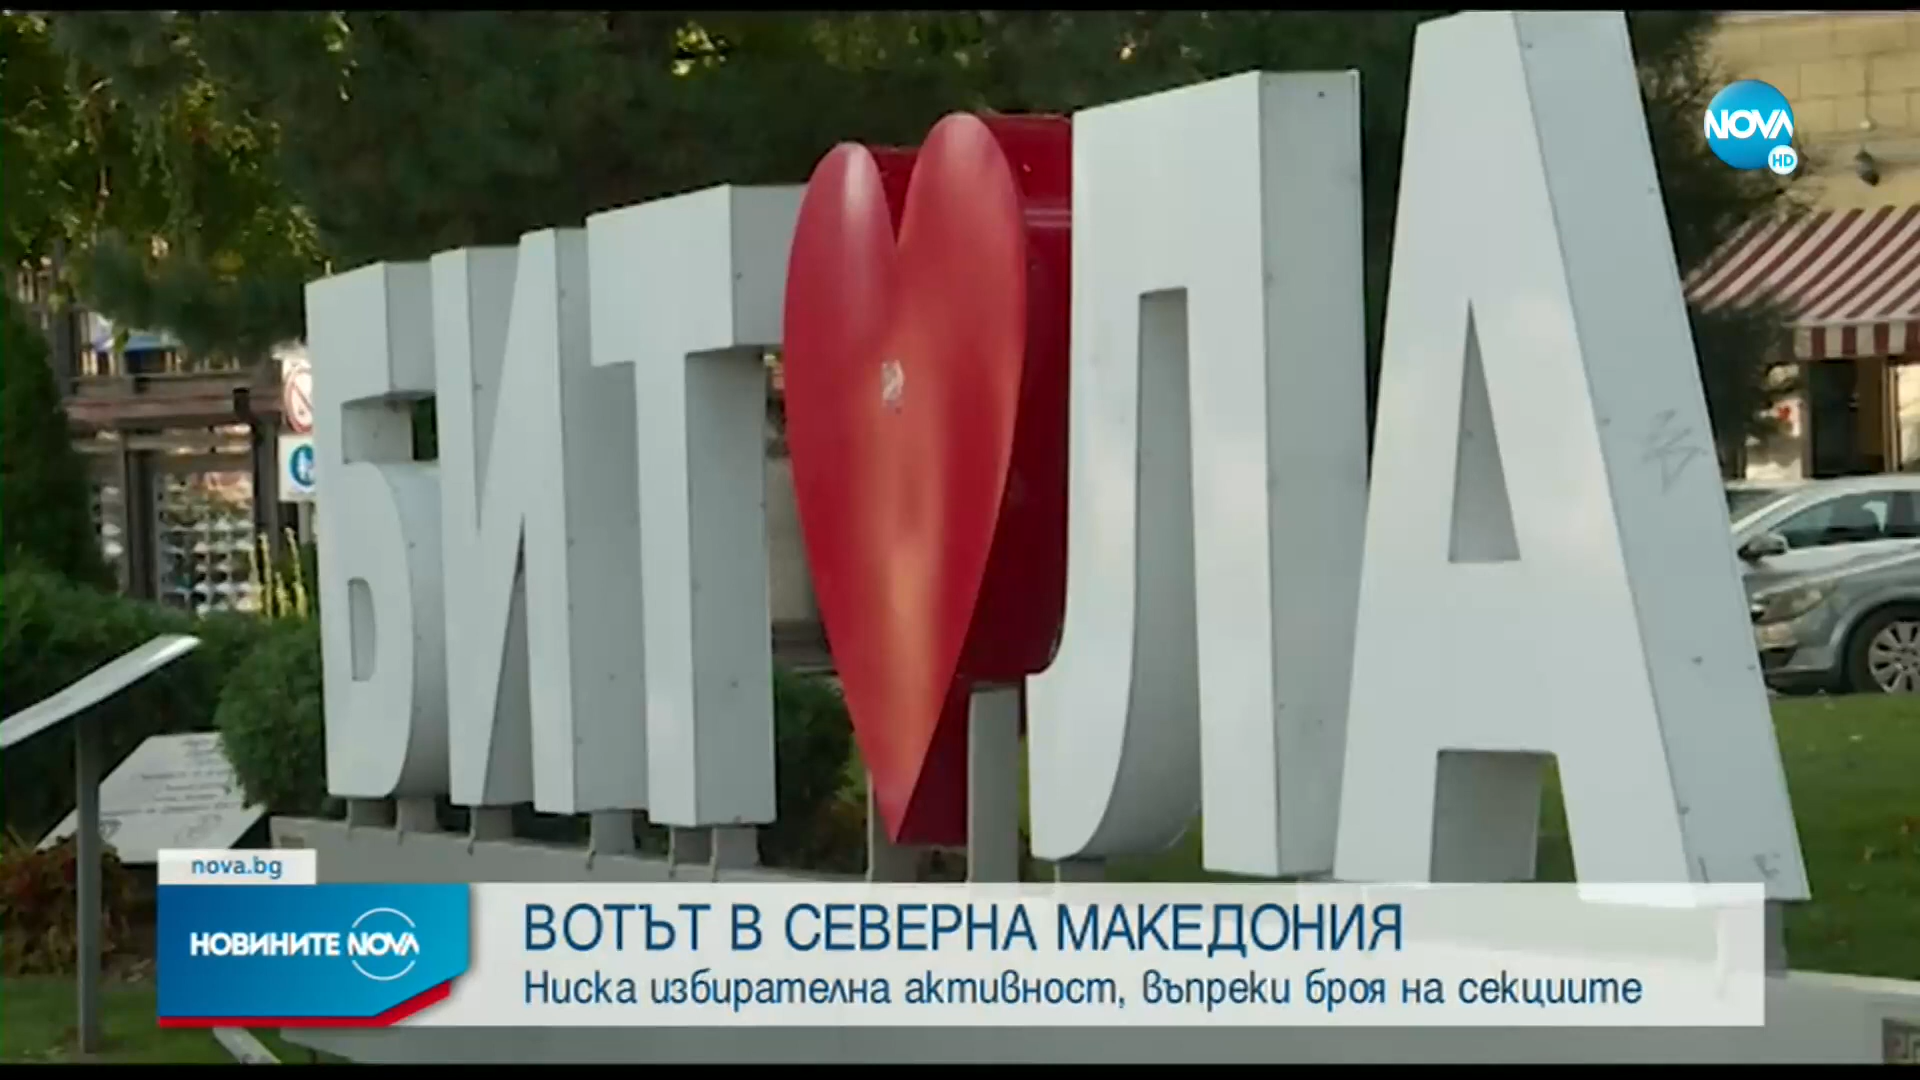 NOVA
HD
БИТ ЛА
nova.bg
НОВИНИТЕ NOVA
ВОТЪТ В СЕВЕРНА МАКЕДОНИЯ
Ниска избирателна активност, въпреки броя на секциите